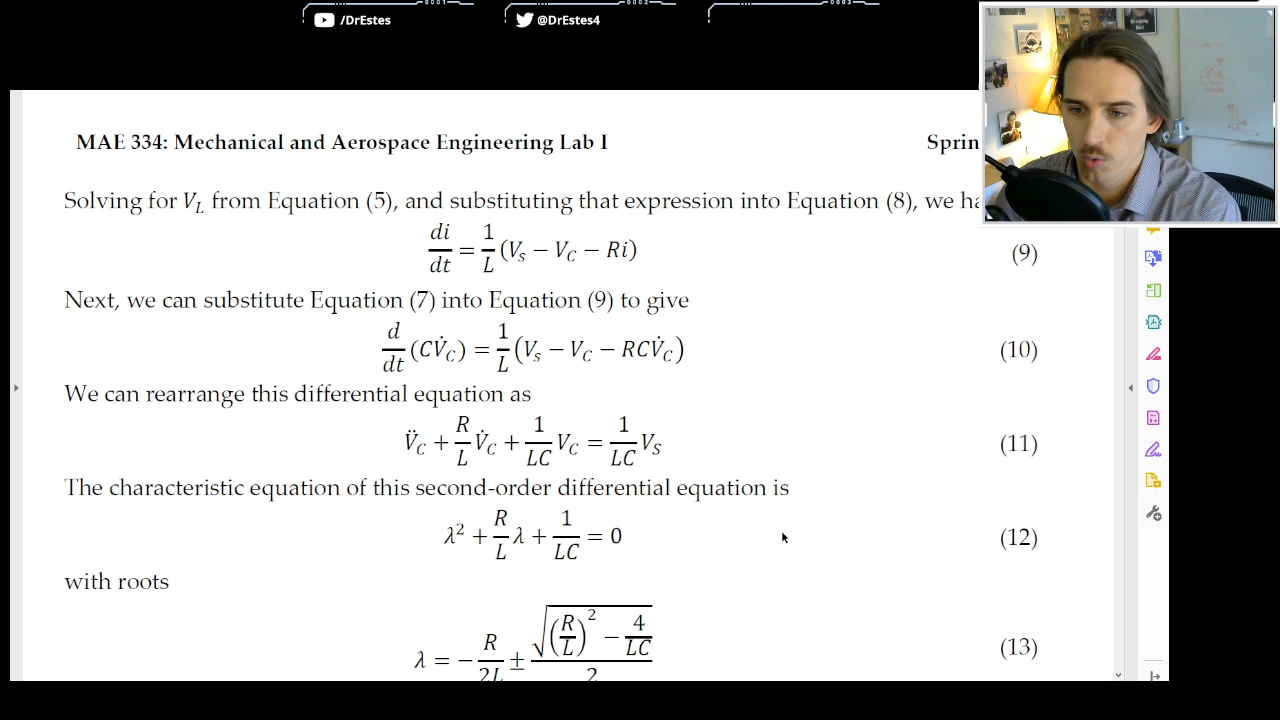 0001 0002 0003
/DrEstes @DrEstes4
MAE 334: Mechanical and Aerospace Engineering Lab I Sprin
Solving for V_L from Equation (5), and substituting that expression into Equation (8), we ha
di/dt = 1/L (V_s − V_C − Ri) (9)
Next, we can substitute Equation (7) into Equation (9) to give
d/dt (CV̇_C) = 1/L (V_s − V_C − RCV̇_C) (10)
We can rearrange this differential equation as
V̈_C + R/L V̇_C + 1/LC V_C = 1/LC V_S (11)
The characteristic equation of this second-order differential equation is
λ² + R/L λ + 1/LC = 0 (12)
with roots
λ = − R/2L ± √((R/L)² − 4/LC)/2 (13)